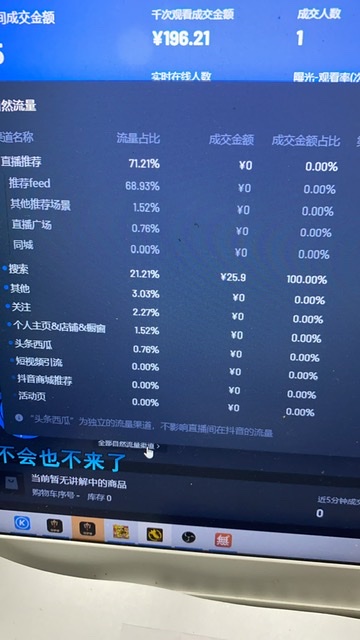 间成交金额
千次观看成交金额
成交人数
5
¥196.21
1
实时在线人数
曝光-观看率(次
然流量
渠道名称 流量占比 成交金额 成交金额占比
直播推荐 71.21% ¥0 0.00%
推荐feed 68.93% ¥0 0.00%
其他推荐场景 1.52% ¥0 0.00%
直播广场 0.76% ¥0 0.00%
同城 0.00% ¥0 0.00%
搜索 21.21% ¥25.9 100.00%
其他 3.03% ¥0 0.00%
关注 2.27% ¥0 0.00%
个人主页&店铺&橱窗 1.52% ¥0 0.00%
头条西瓜 0.76% ¥0 0.00%
短视频引流 0.00% ¥0 0.00%
抖音商城推荐 0.00% ¥0 0.00%
活动页 0.00% ¥0 0.00%
“头条西瓜”为独立的流量渠道，不影响直播间在抖音的流量
全部自然流量渠道 >
不会也不来了
当前暂无讲解中的商品
购物车序号 - 库存 0
近5分钟成交
0